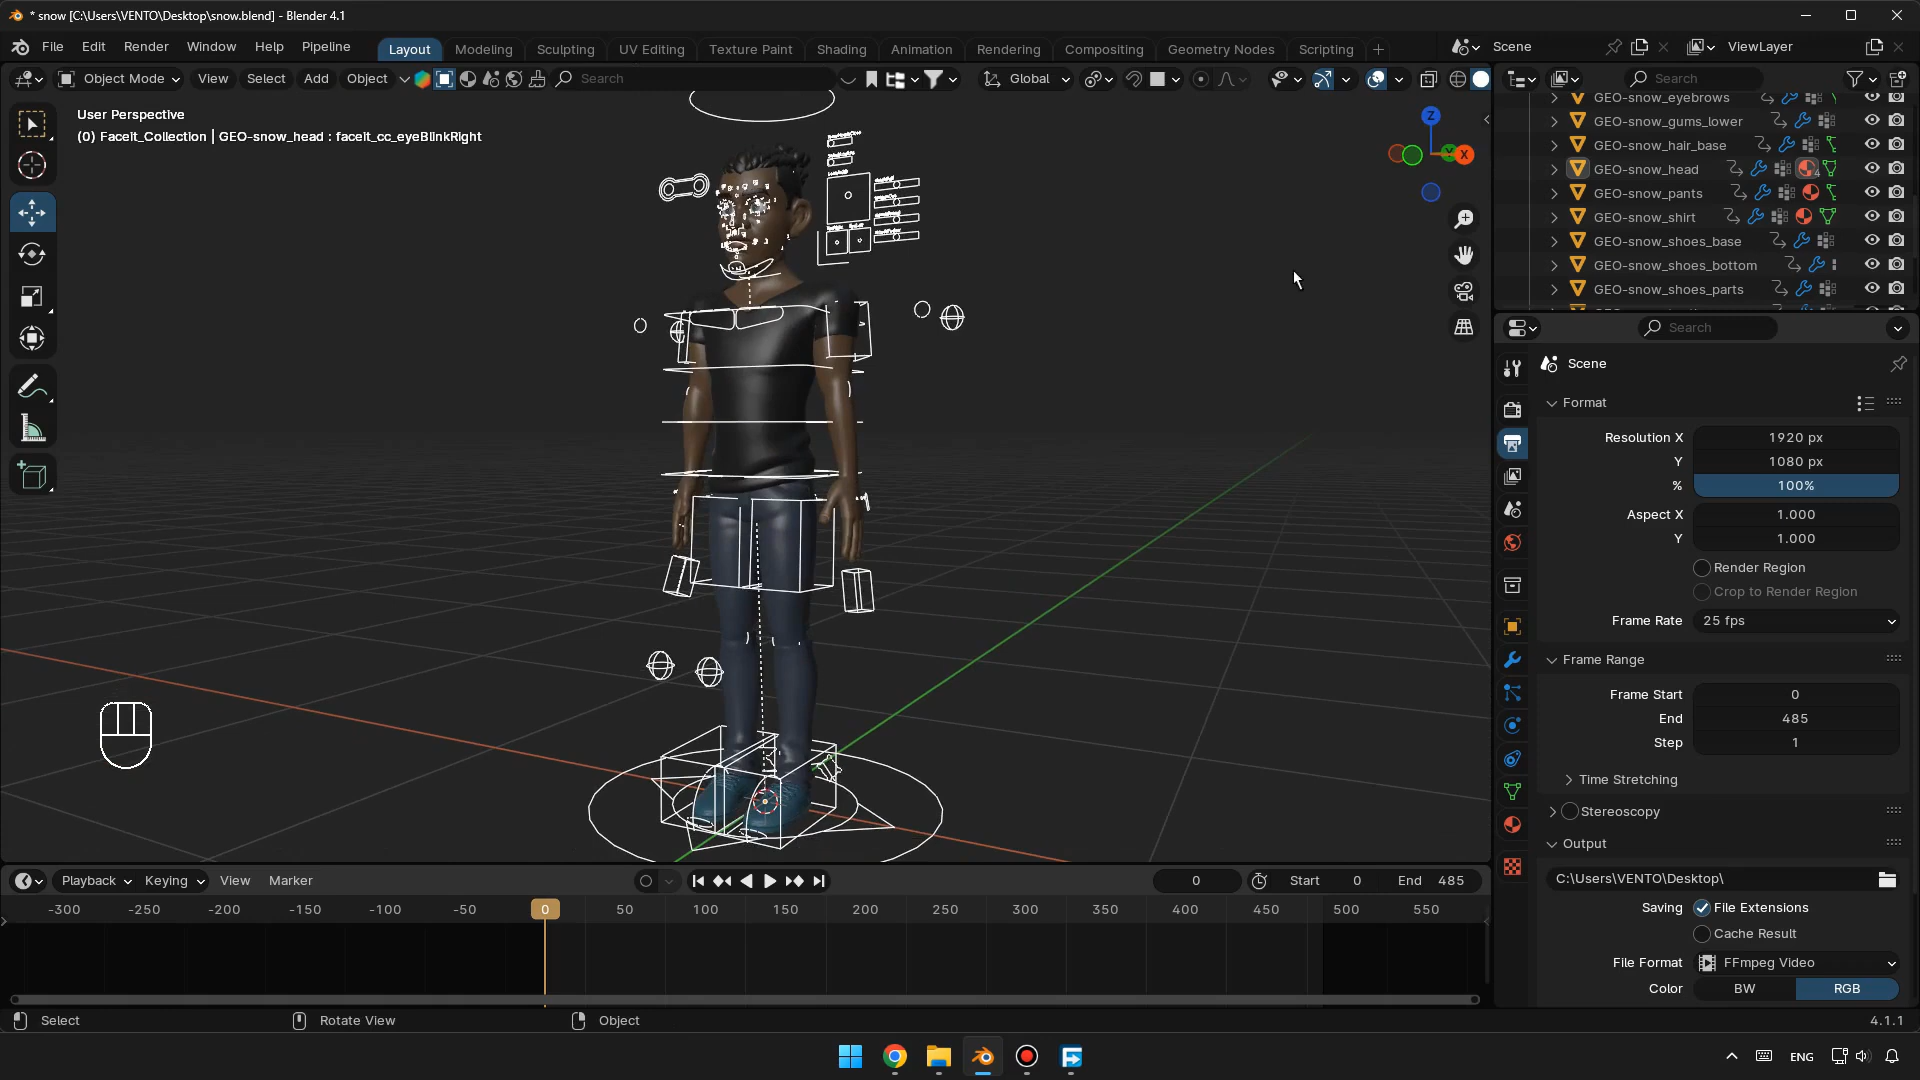 * snow [C:\Users\VENTO\Desktop\snow.blend] - Blender 4.1
File Edit Render Window Help Pipeline Layout Modeling Sculpting UV Editing Texture Paint Shading Animation Rendering Compositing Geometry Nodes Scripting Scene ViewLayer
Object Mode View Select Add Object Search Global Search
User Perspective
(0) Faceit_Collection | GEO-snow_head : faceit_cc_eyeBlinkRight
Z
X
GEO-snow_eyebrows
GEO-snow_gums_lower
GEO-snow_hair_base
GEO-snow_head
GEO-snow_pants
GEO-snow_shirt
GEO-snow_shoes_base
GEO-snow_shoes_bottom
GEO-snow_shoes_parts
Search
Scene
Format
Resolution X 1920 px
Y 1080 px
% 100%
Aspect X 1.000
Y 1.000
Render Region
Crop to Render Region
Frame Rate 25 fps
Frame Range
Frame Start 0
End 485
Step 1
Time Stretching
Stereoscopy
Output
C:\Users\VENTO\Desktop\
Saving File Extensions
Cache Result
File Format FFmpeg Video
Color BW RGB
Playback Keying View Marker 0 Start 0 End 485
-300 -250 -200 -150 -100 -50 0 50 100 150 200 250 300 350 400 450 500 550
Select Rotate View Object 4.1.1
ENG